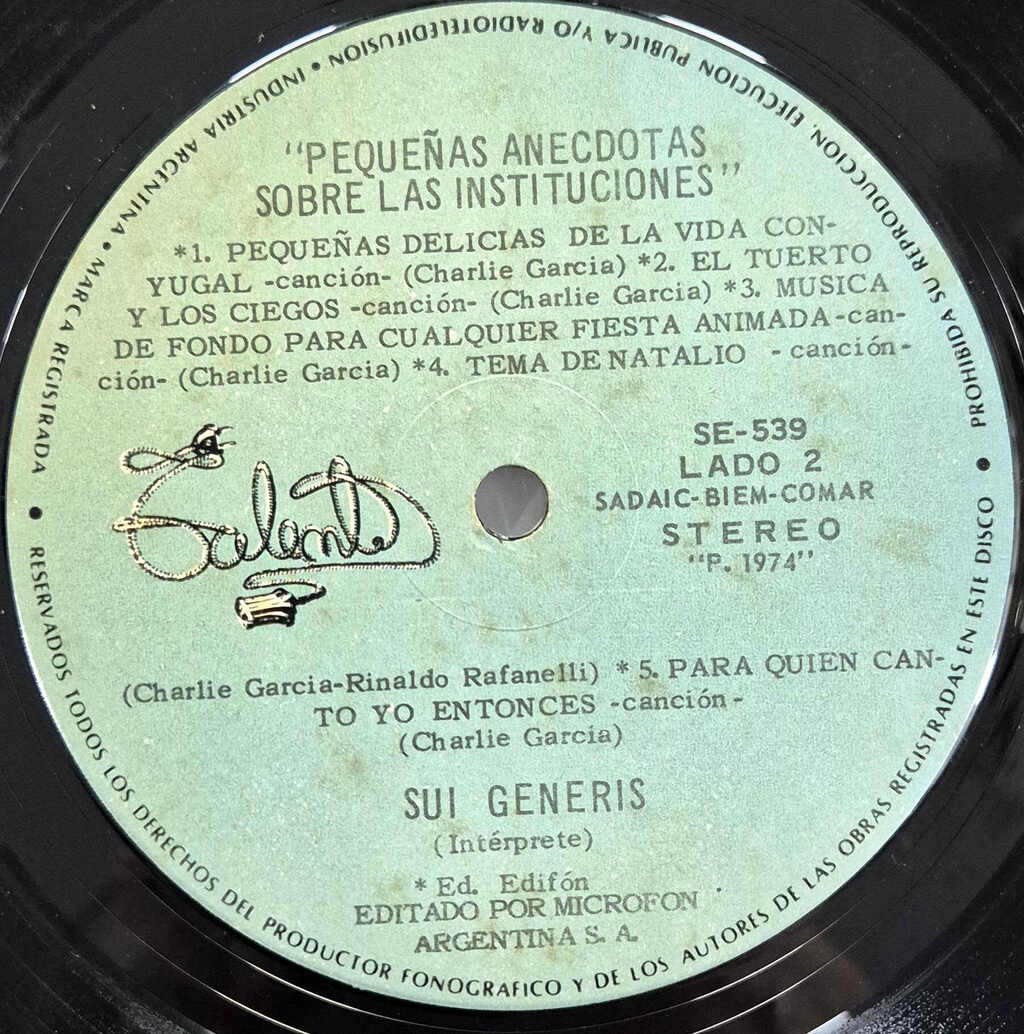 "PEQUEÑAS ANECDOTAS
SOBRE LAS INSTITUCIONES"
*1. PEQUEÑAS DELICIAS DE LA VIDA CON-
YUGAL -canción- (Charlie Garcia) *2. EL TUERTO
Y LOS CIEGOS -canción- (Charlie Garcia) *3. MUSICA
DE FONDO PARA CUALQUIER FIESTA ANIMADA -can-
ción- (Charlie Garcia) *4. TEMA DE NATALIO - canción -
Talent
SE-539
LADO 2
SADAIC-BIEM-COMAR
STEREO
"P. 1974"
(Charlie Garcia-Rinaldo Rafanelli) * 5. PARA QUIEN CAN-
TO YO ENTONCES -canción -
(Charlie Garcia)
SUI GENERIS
(Intérprete)
* Ed. Edifón
EDITADO POR MICROFON
ARGENTINA S. A.
INDUSTRIA ARGENTINA • MARCA REGISTRADA • RESERVADOS TODOS LOS DERECHOS DEL PRODUCTOR FONOGRAFICO Y DE LOS AUTORES DE LAS OBRAS REGISTRADAS EN ESTE DISCO • PROHIBIDA SU REPRODUCCION, EJECUCION PUBLICA Y/O RADIOTELEDIFUSION •